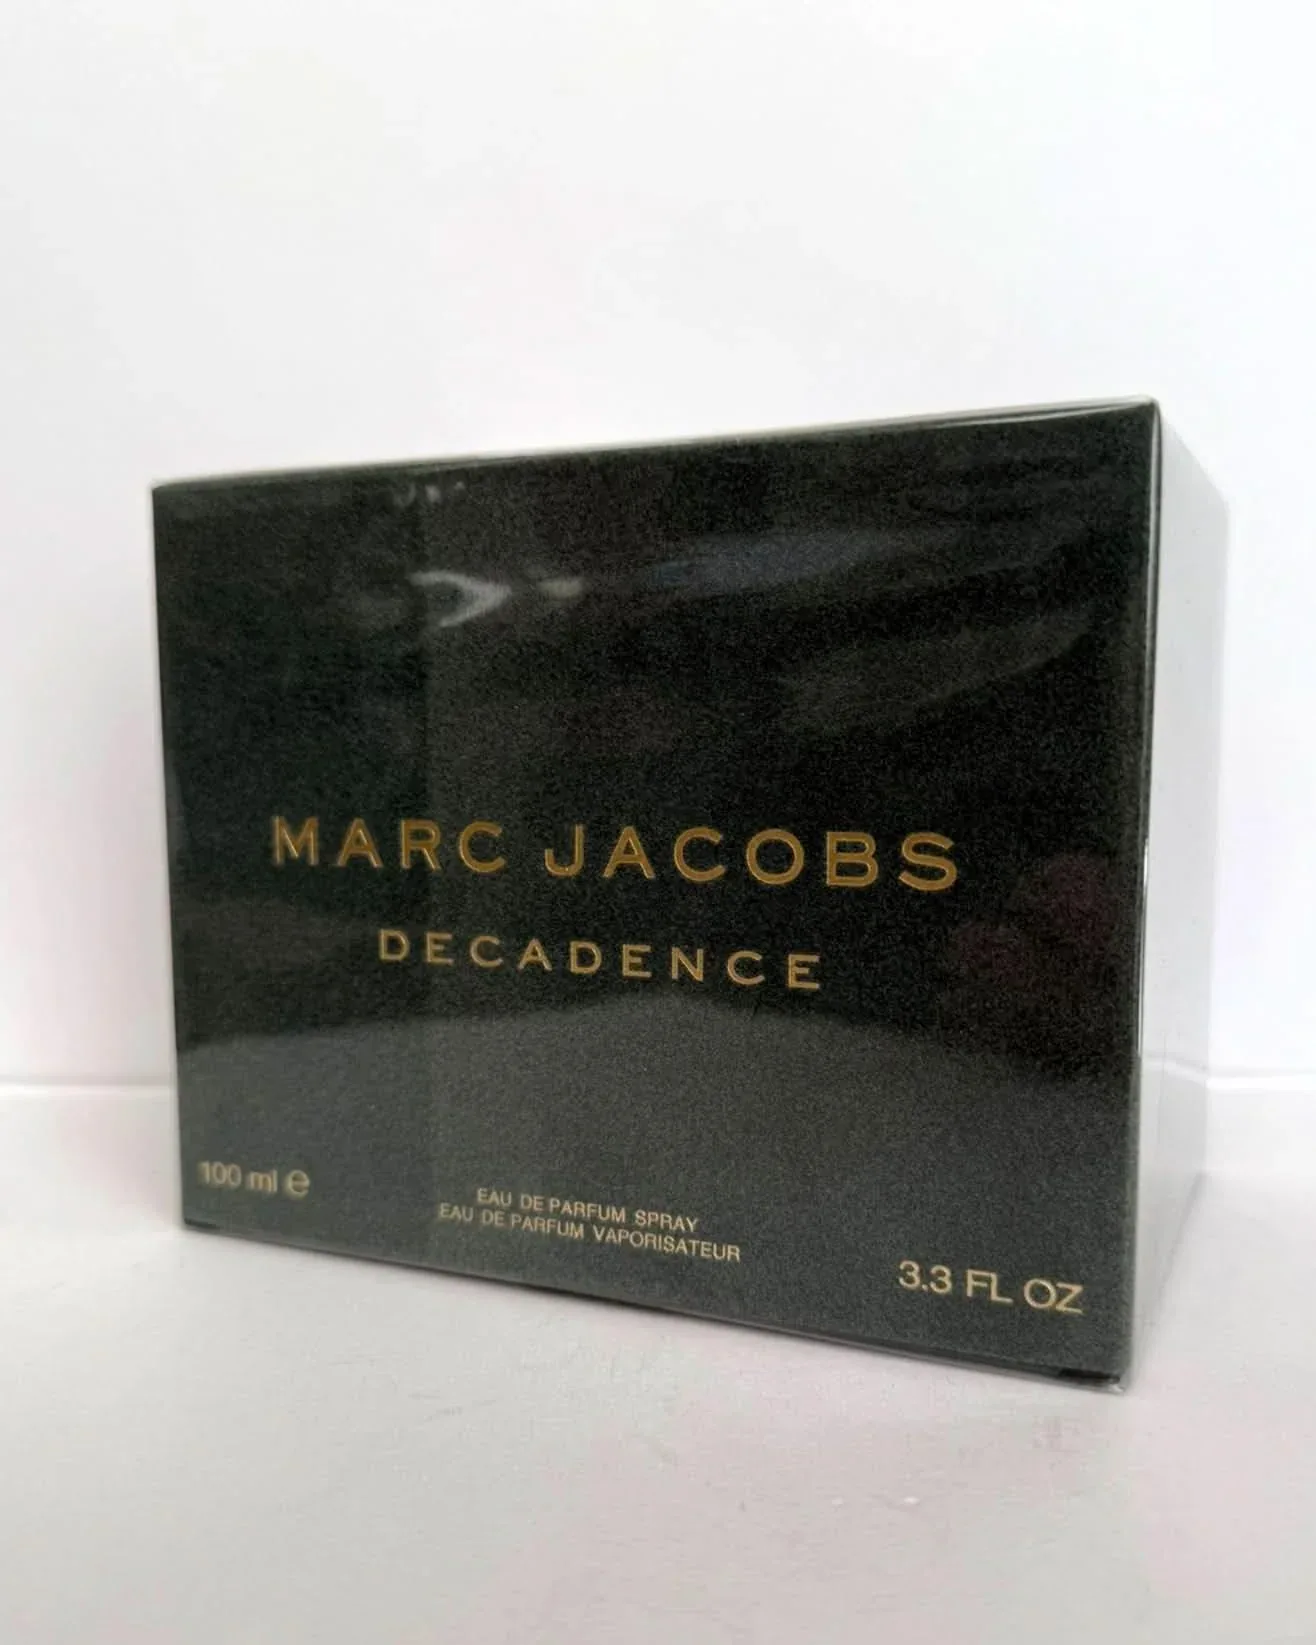 MARC JACOBS
DECADENCE
100 ml ℮
EAU DE PARFUM SPRAY
EAU DE PARFUM VAPORISATEUR
3.3 FL OZ